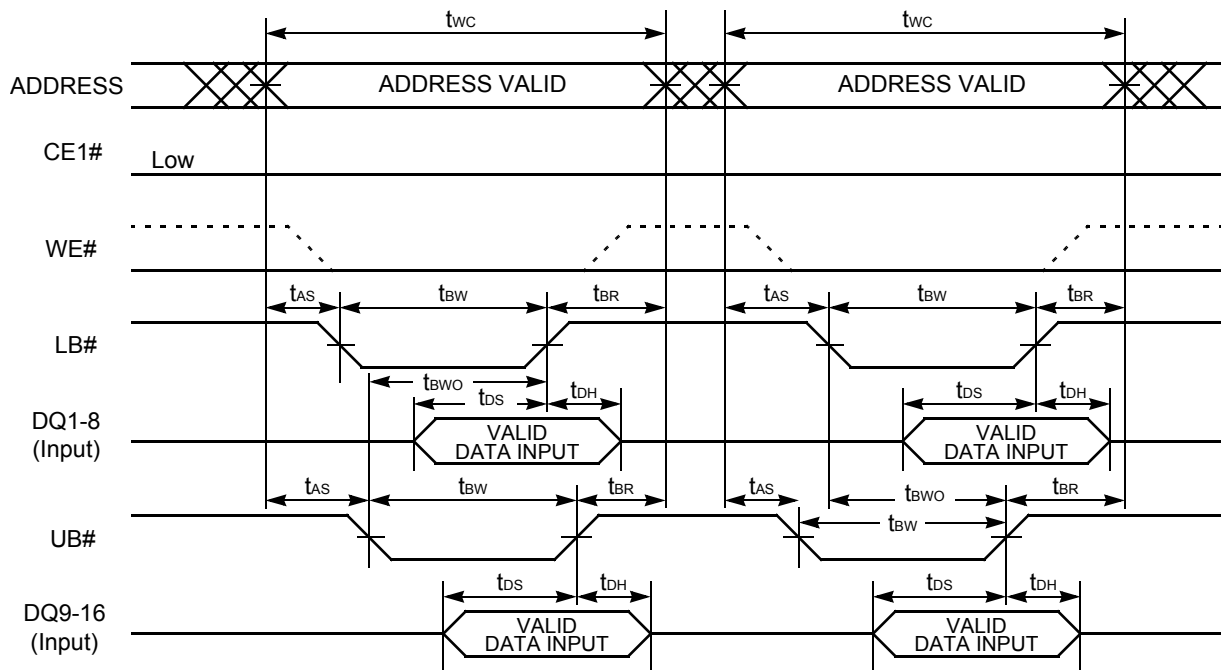 tWC tWC
ADDRESS ADDRESS VALID ADDRESS VALID
CE1# Low
WE#
tAS tBW tBR tAS tBW tBR
LB#
tBWO
tDS tDH tDS tDH
DQ1-8
(Input)
VALID
DATA INPUT
VALID
DATA INPUT
tAS tBW tBR tAS tBWO tBR
tBW
UB#
tDS tDH tDS tDH
DQ9-16
(Input)
VALID
DATA INPUT
VALID
DATA INPUT